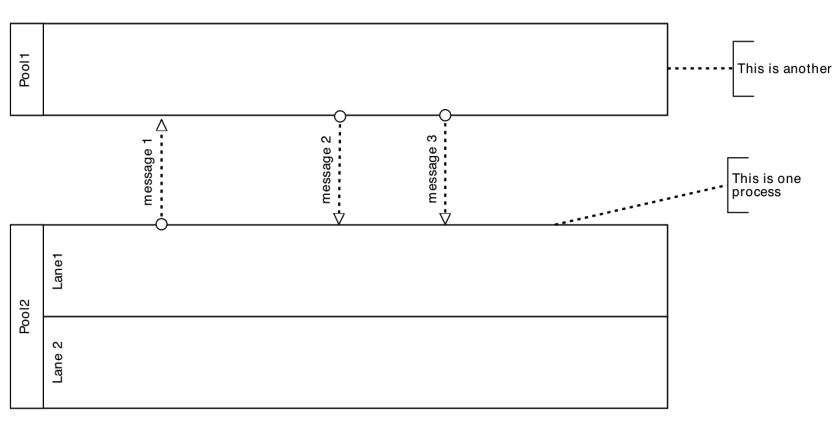 Pool1
This is another
message 1
message 2
message 3
This is one
process
Pool2
Lane1
Lane 2